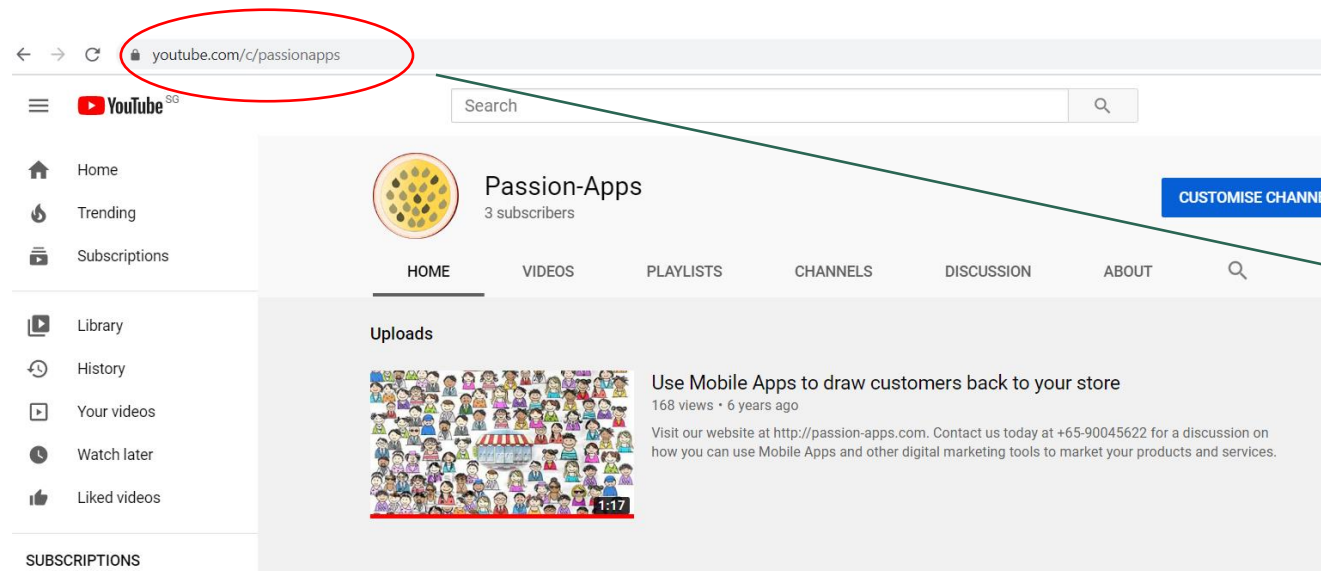 youtube.com/c/passionapps
YouTube SG
Search
Home
Trending
Subscriptions
Library
History
Your videos
Watch later
Liked videos
SUBSCRIPTIONS
Passion-Apps
3 subscribers
CUSTOMISE CHANNE
HOME VIDEOS PLAYLISTS CHANNELS DISCUSSION ABOUT
Uploads
1:17
Use Mobile Apps to draw customers back to your store
168 views • 6 years ago
Visit our website at http://passion-apps.com. Contact us today at +65-90045622 for a discussion on
how you can use Mobile Apps and other digital marketing tools to market your products and services.